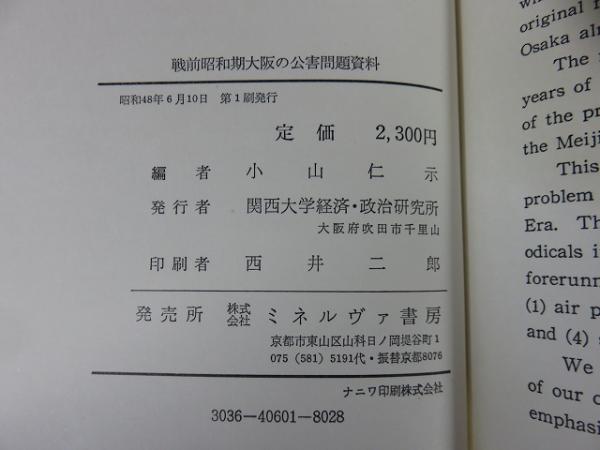 戦前昭和期大阪の公害問題資料
昭和48年6月10日 第1刷発行
定価 2,300円
編者 小山仁示
発行者 関西大学経済・政治研究所
大阪府吹田市千里山
印刷者 西井二郎
発売所 株式会社 ミネルヴァ書房
京都市東山区山科日ノ岡堤谷町1
075 (581) 5191代・振替京都8076
ナニワ印刷株式会社
3036—40601—8028
original
Osaka
The
years of
of the pr
the Meiji
This
problem
Era. Th
odicals i
forerunn
(1) air p
and (4)
We
of our c
emphasi